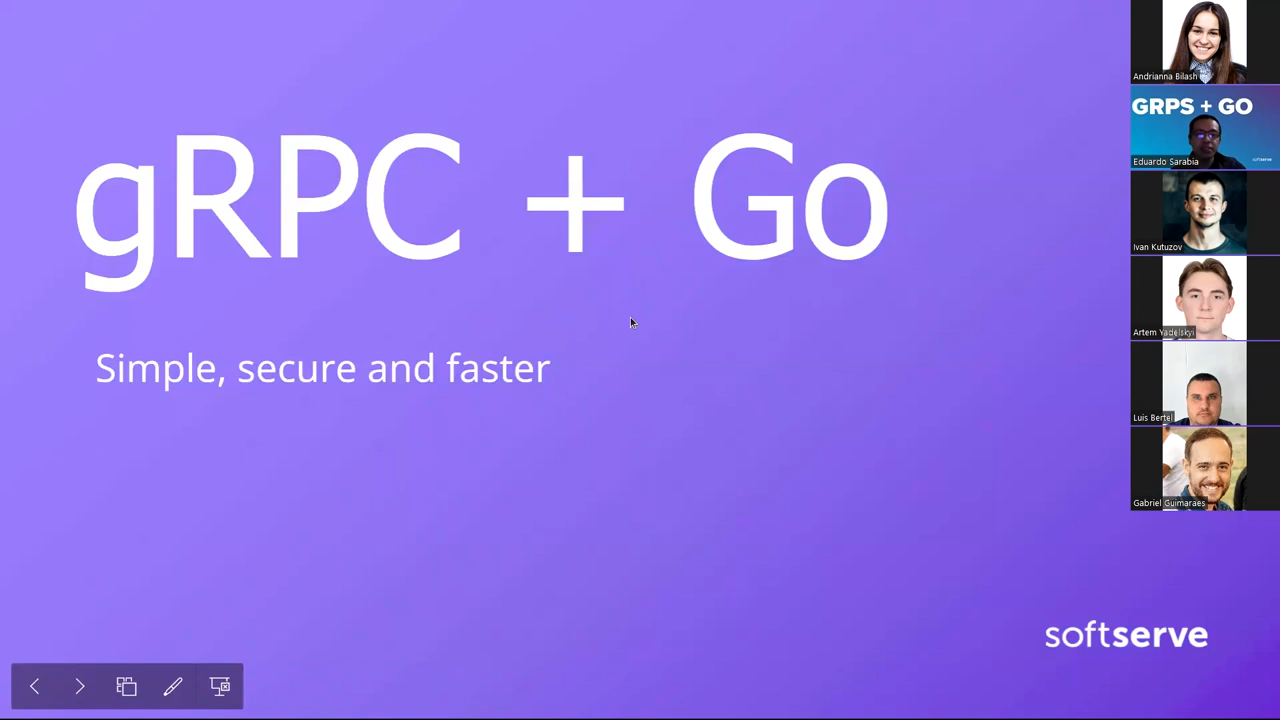 gRPC + Go
Simple, secure and faster
softserve
Andrianna Bilash
GRPS + GO
softserve
Eduardo Sarabia
Ivan Kutuzov
Artem Yadelskyi
Luis Bertel
Gabriel Guimaraes